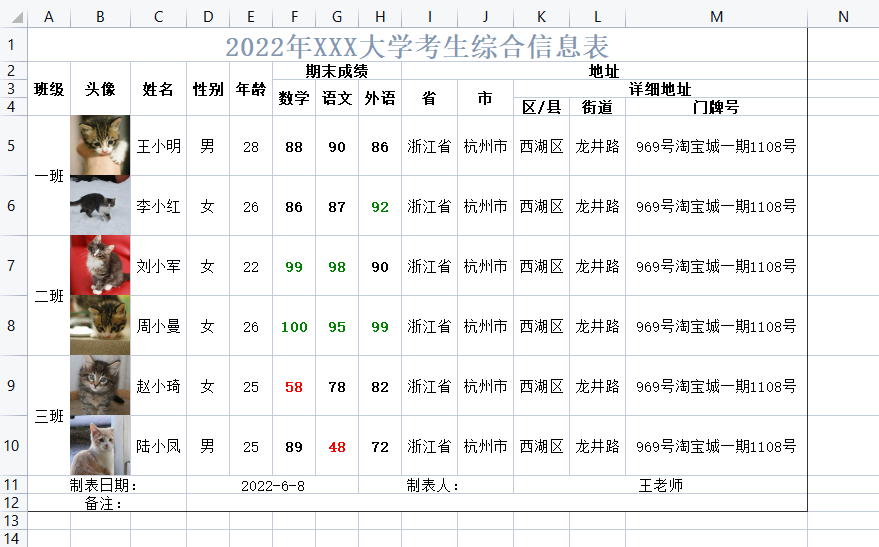 A B C D E F G H I J K L M N
1 2022年XXX大学考生综合信息表
2 期末成绩 地址
3 班级 头像 姓名 性别 年龄 数学 语文 外语 省 市 详细地址
4 区/县 街道 门牌号
5 一班 王小明 男 28 88 90 86 浙江省 杭州市 西湖区 龙井路 969号淘宝城一期1108号
6 李小红 女 26 86 87 92 浙江省 杭州市 西湖区 龙井路 969号淘宝城一期1108号
7 二班 刘小军 女 22 99 98 90 浙江省 杭州市 西湖区 龙井路 969号淘宝城一期1108号
8 周小曼 女 26 100 95 99 浙江省 杭州市 西湖区 龙井路 969号淘宝城一期1108号
9 三班 赵小琦 女 25 58 78 82 浙江省 杭州市 西湖区 龙井路 969号淘宝城一期1108号
10 陆小凤 男 25 89 48 72 浙江省 杭州市 西湖区 龙井路 969号淘宝城一期1108号
11 制表日期： 2022-6-8 制表人： 王老师
12 备注：
13
14